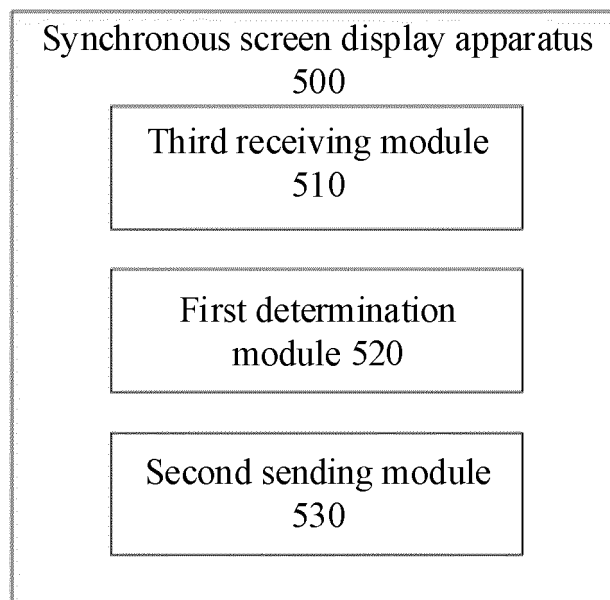 Synchronous screen display apparatus
500
Third receiving module
510
First determination
module 520
Second sending module
530